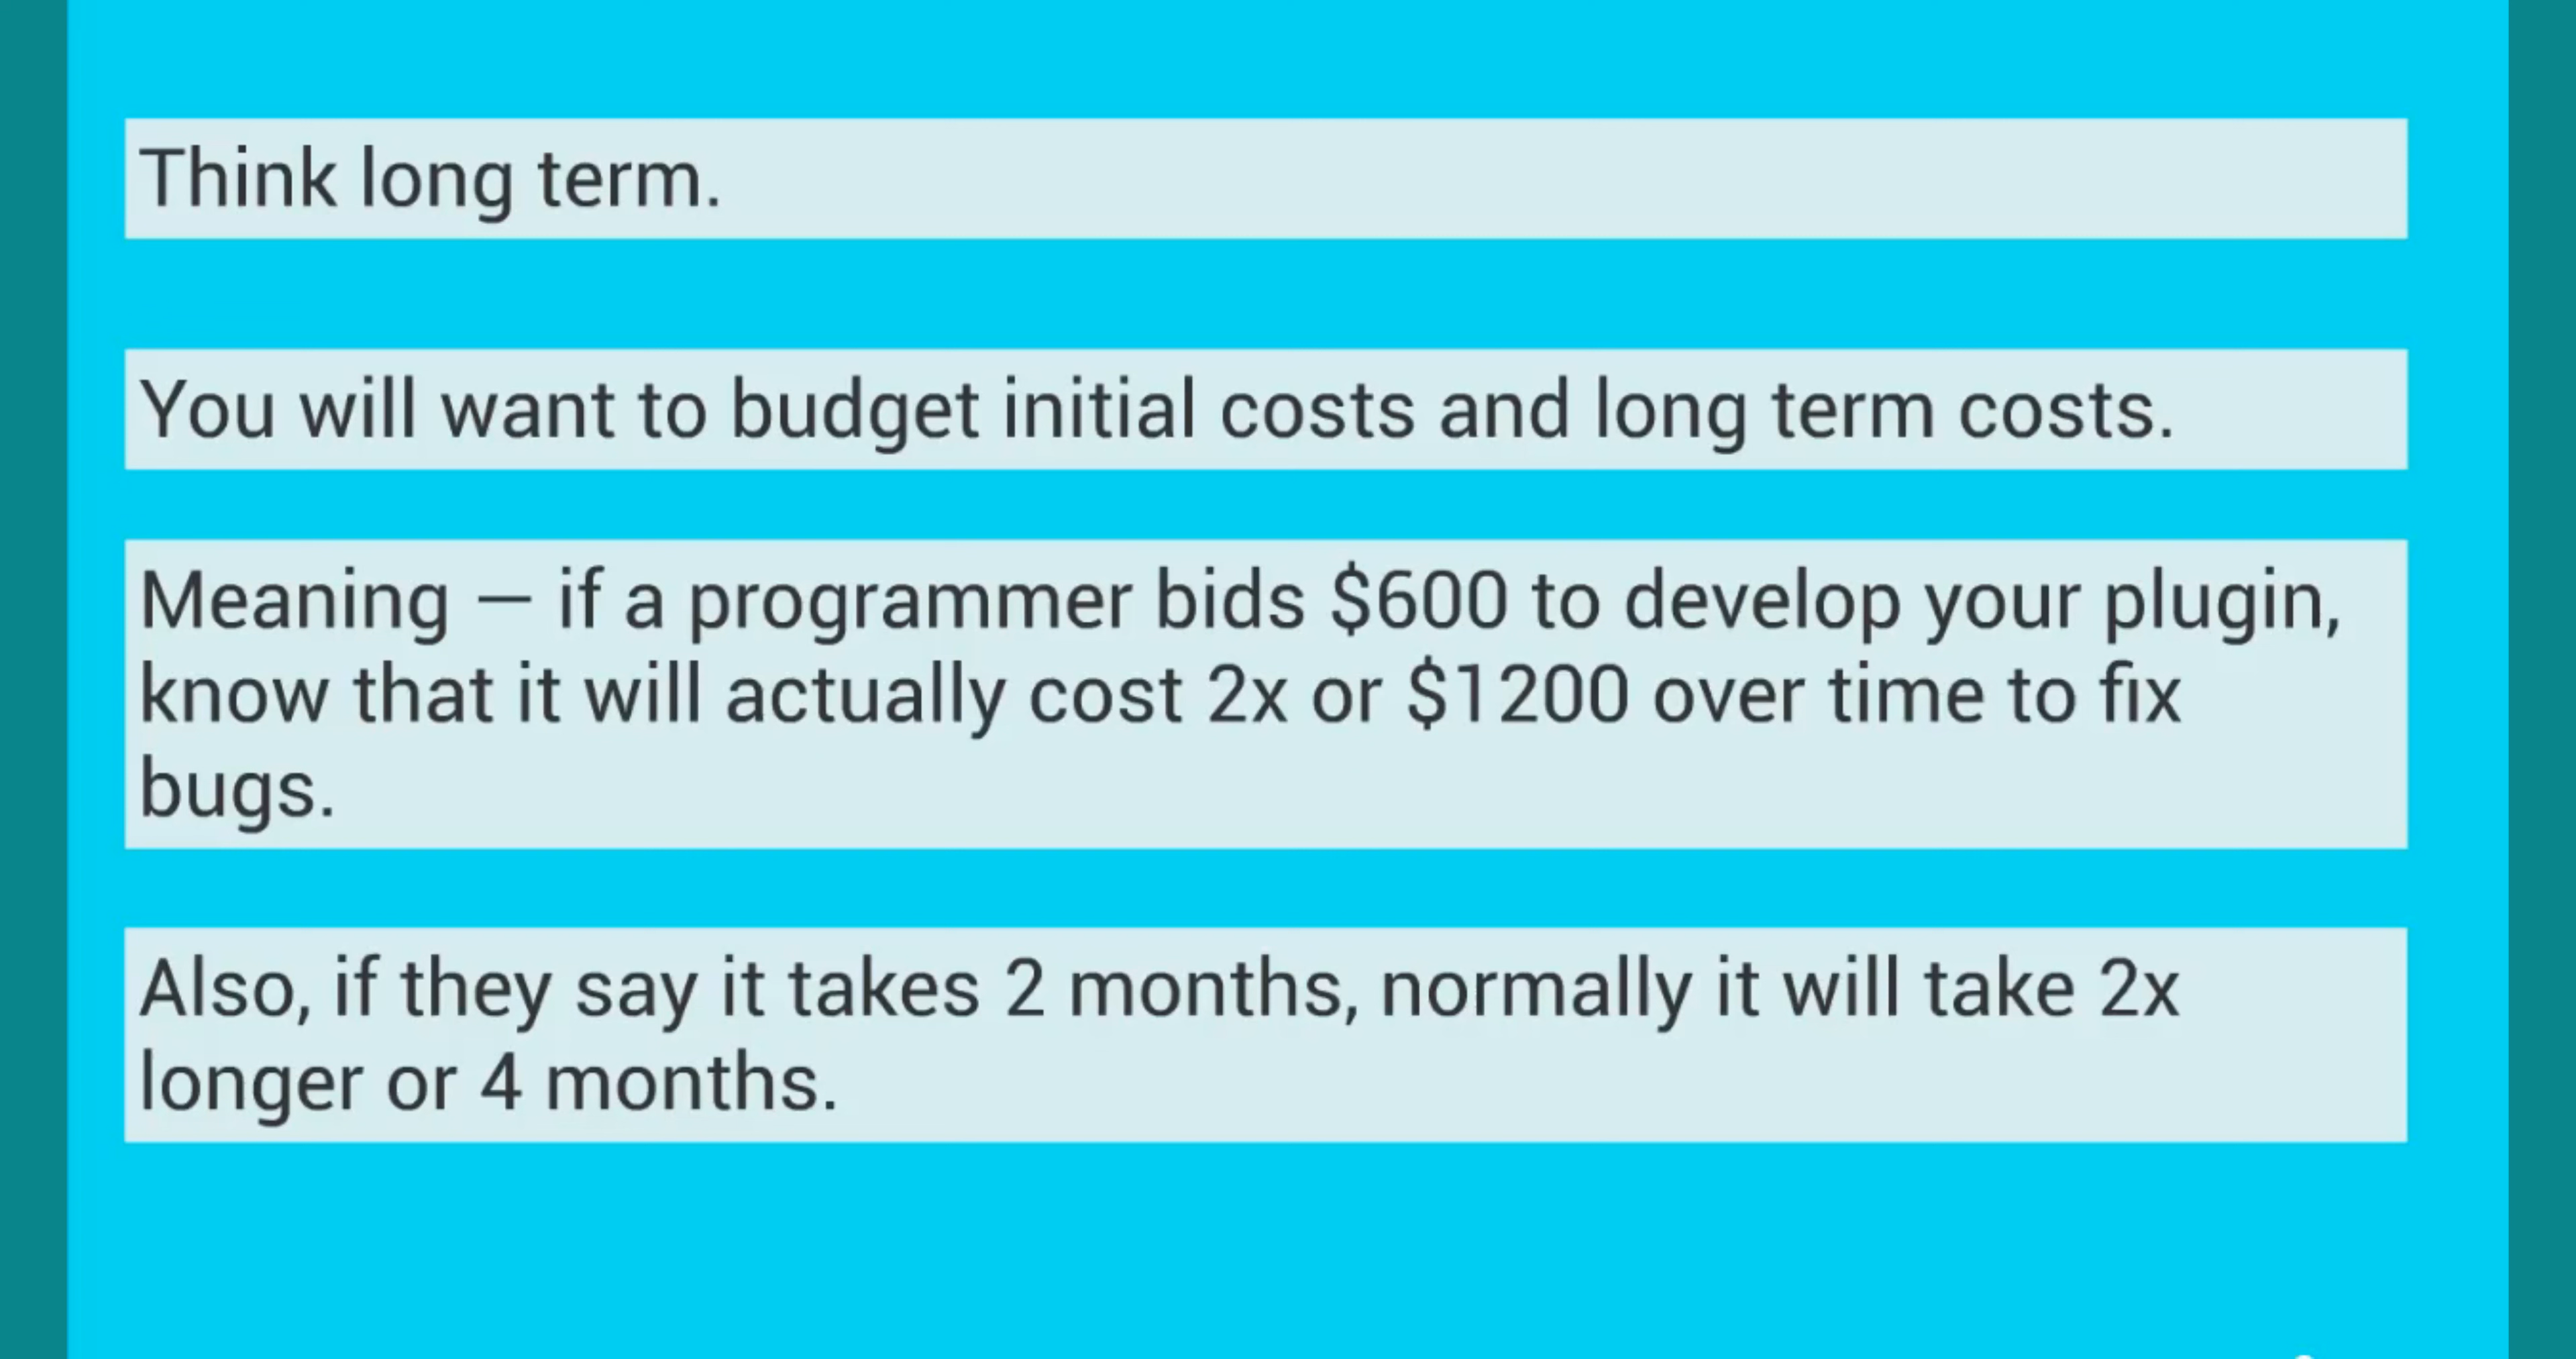 Think long term.
You will want to budget initial costs and long term costs.
Meaning — if a programmer bids $600 to develop your plugin,
know that it will actually cost 2x or $1200 over time to fix
bugs.
Also, if they say it takes 2 months, normally it will take 2x
longer or 4 months.